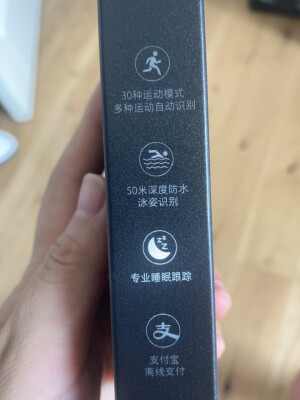 30种运动模式
多种运动自动识别
50米深度防水
泳姿识别
专业睡眠跟踪
支付宝
离线支付